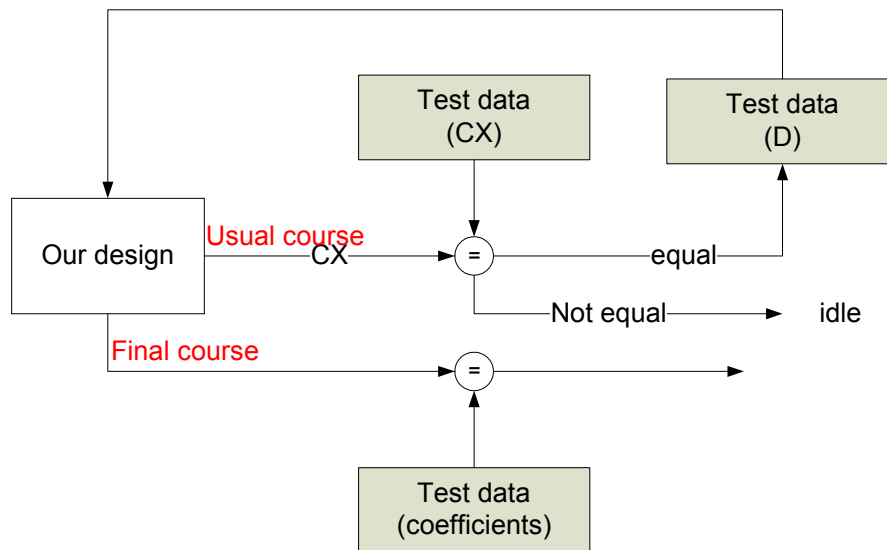 Test data
(CX)
Test data
(D)
Our design
Usual course
CX
=
equal
Not equal
idle
Final course
=
Test data
(coefficients)